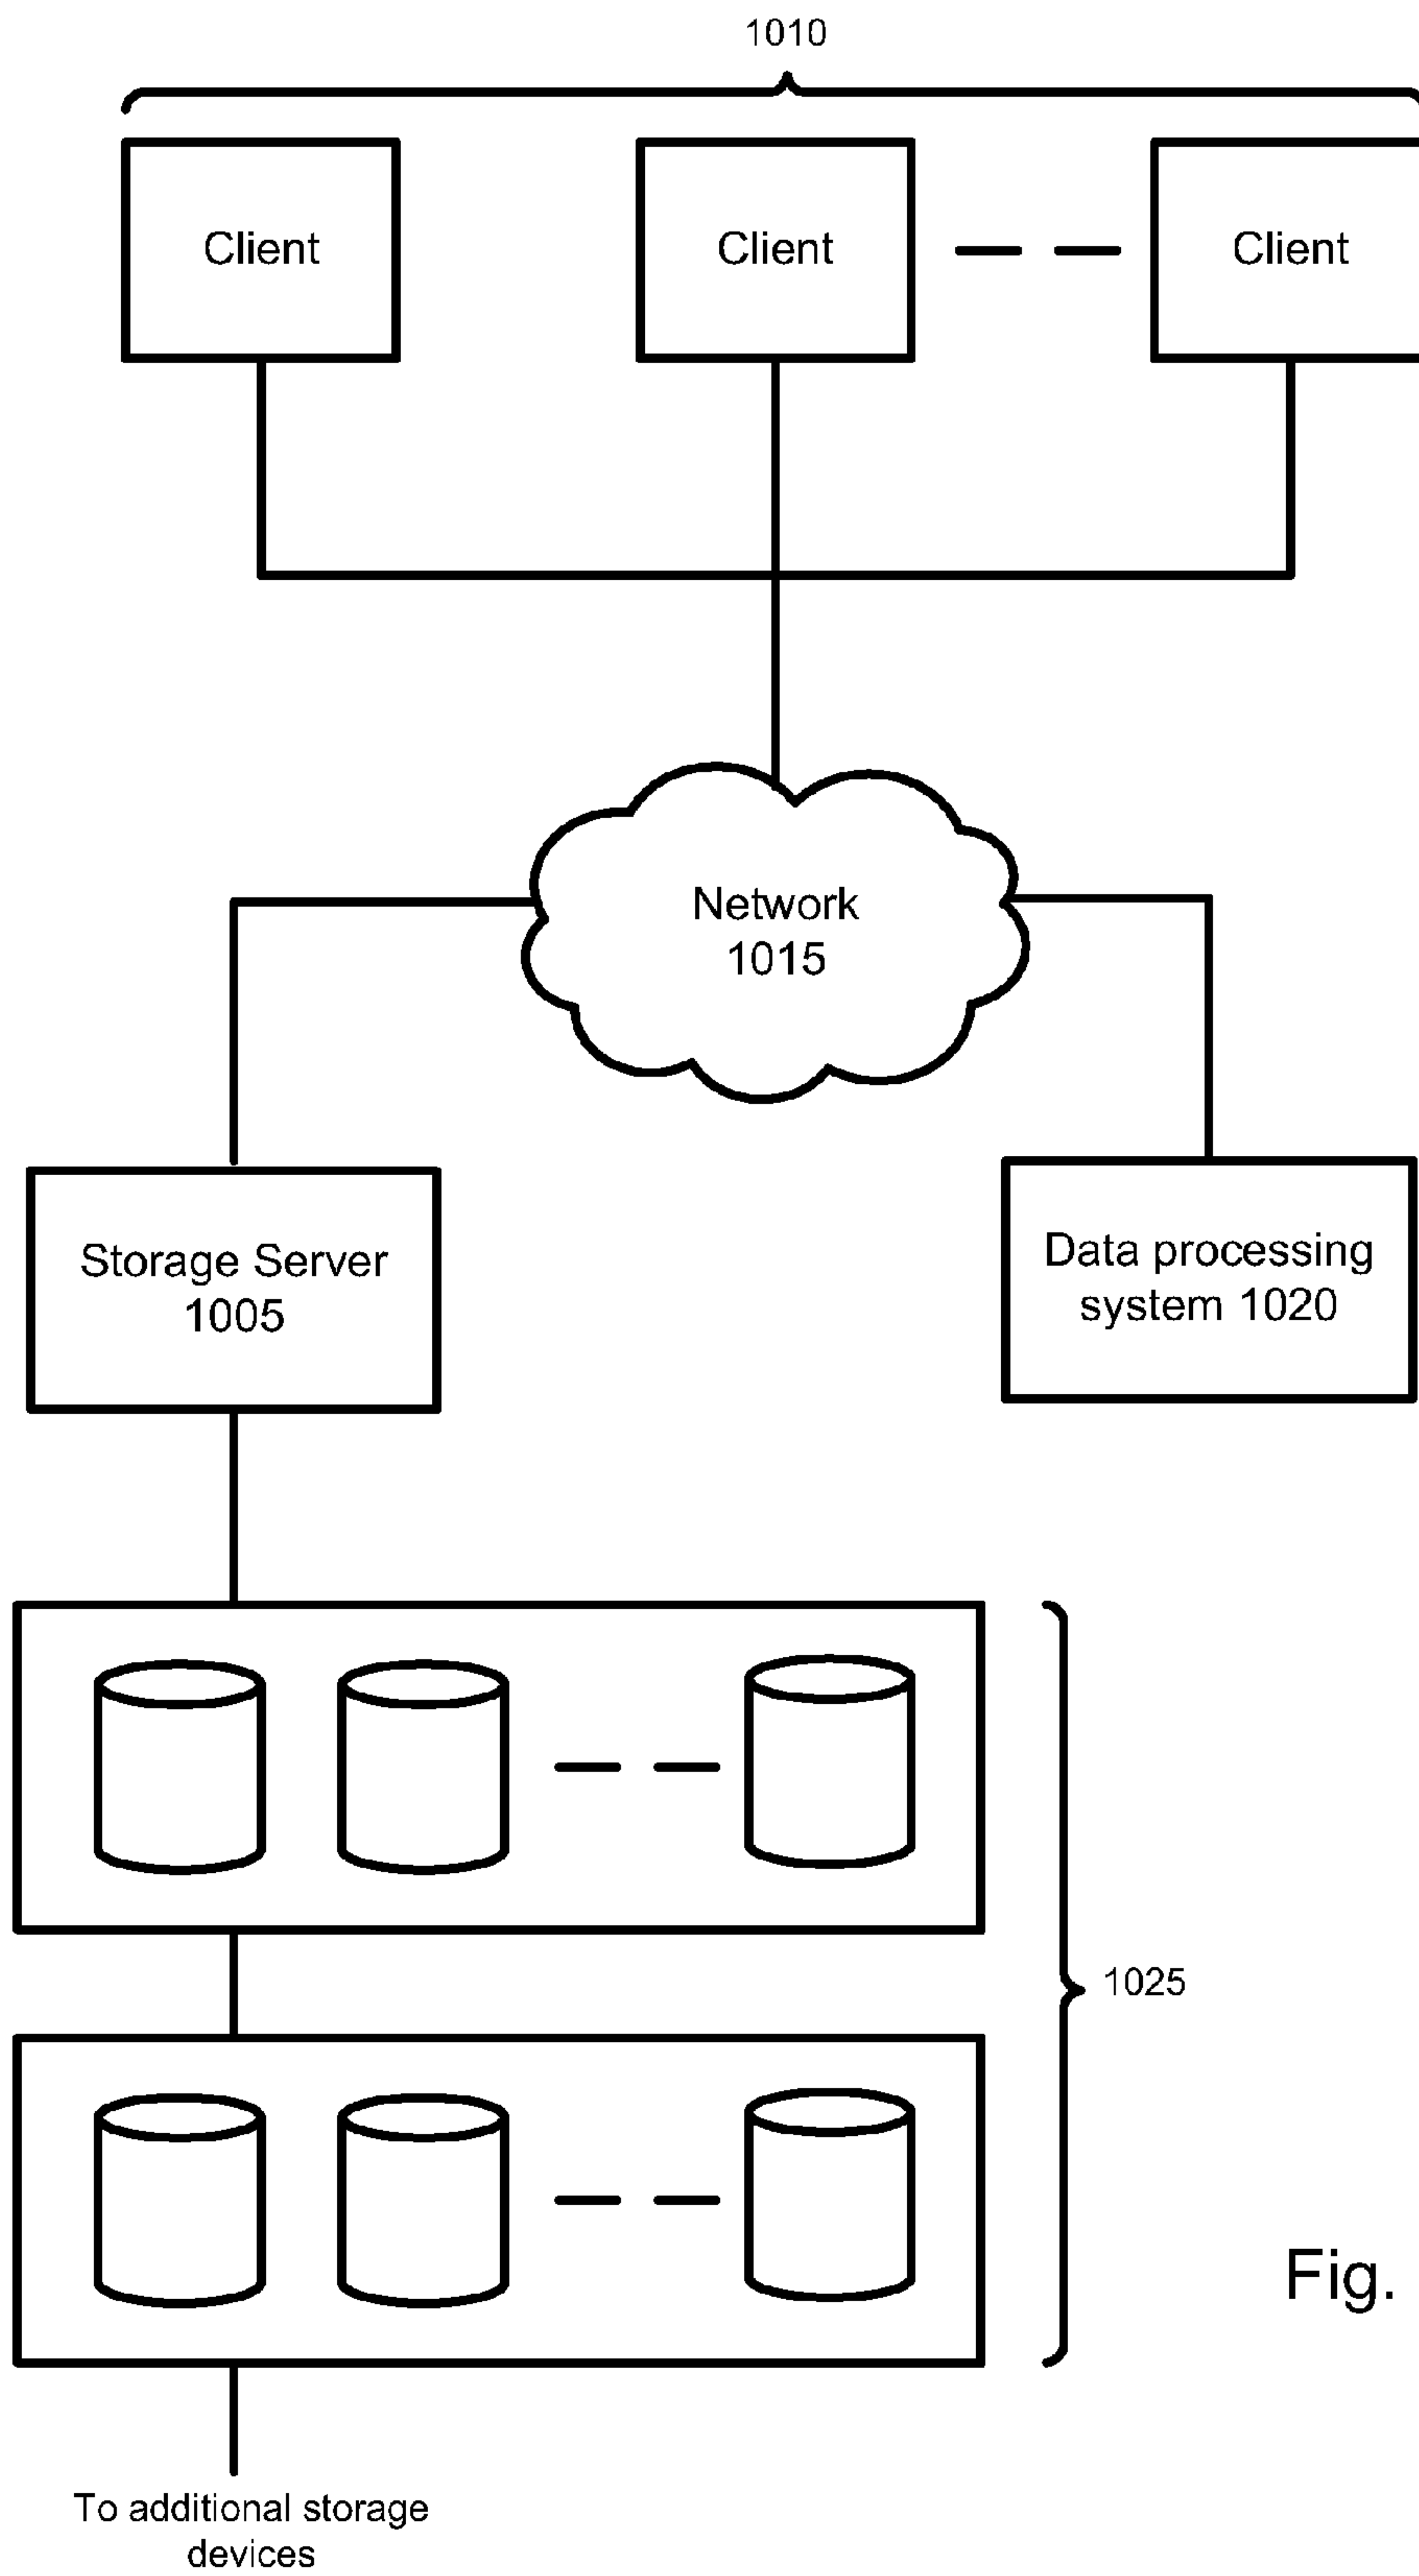 1010
Client
Client
Client
Network
1015
Storage Server
1005
Data processing
system 1020
1025
Fig.
To additional storage
devices